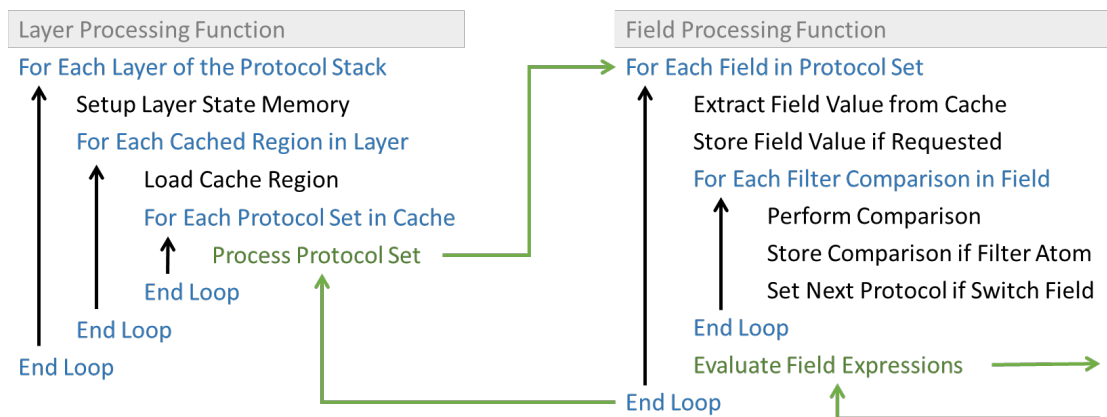 Layer Processing Function
For Each Layer of the Protocol Stack
Setup Layer State Memory
For Each Cached Region in Layer
Load Cache Region
For Each Protocol Set in Cache
Process Protocol Set
End Loop
End Loop
End Loop
Field Processing Function
For Each Field in Protocol Set
Extract Field Value from Cache
Store Field Value if Requested
For Each Filter Comparison in Field
Perform Comparison
Store Comparison if Filter Atom
Set Next Protocol if Switch Field
End Loop
Evaluate Field Expressions
End Loop